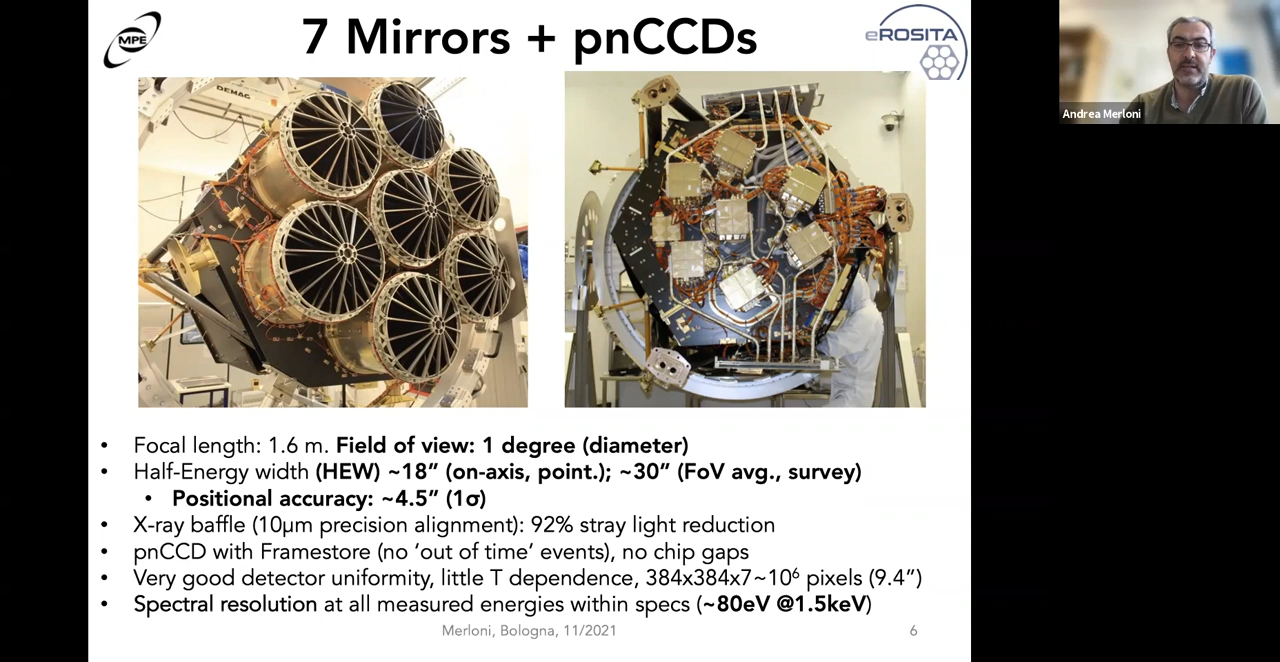 MPE
7 Mirrors + pnCCDs
eROSITA
DEMAG
Andrea Merloni
• Focal length: 1.6 m. Field of view: 1 degree (diameter)
• Half-Energy width (HEW) ~18” (on-axis, point.); ~30” (FoV avg., survey)
• Positional accuracy: ~4.5” (1σ)
• X-ray baffle (10μm precision alignment): 92% stray light reduction
• pnCCD with Framestore (no ‘out of time’ events), no chip gaps
• Very good detector uniformity, little T dependence, 384x384x7~10⁶ pixels (9.4”)
• Spectral resolution at all measured energies within specs (~80eV @1.5keV)
Merloni, Bologna, 11/2021
6